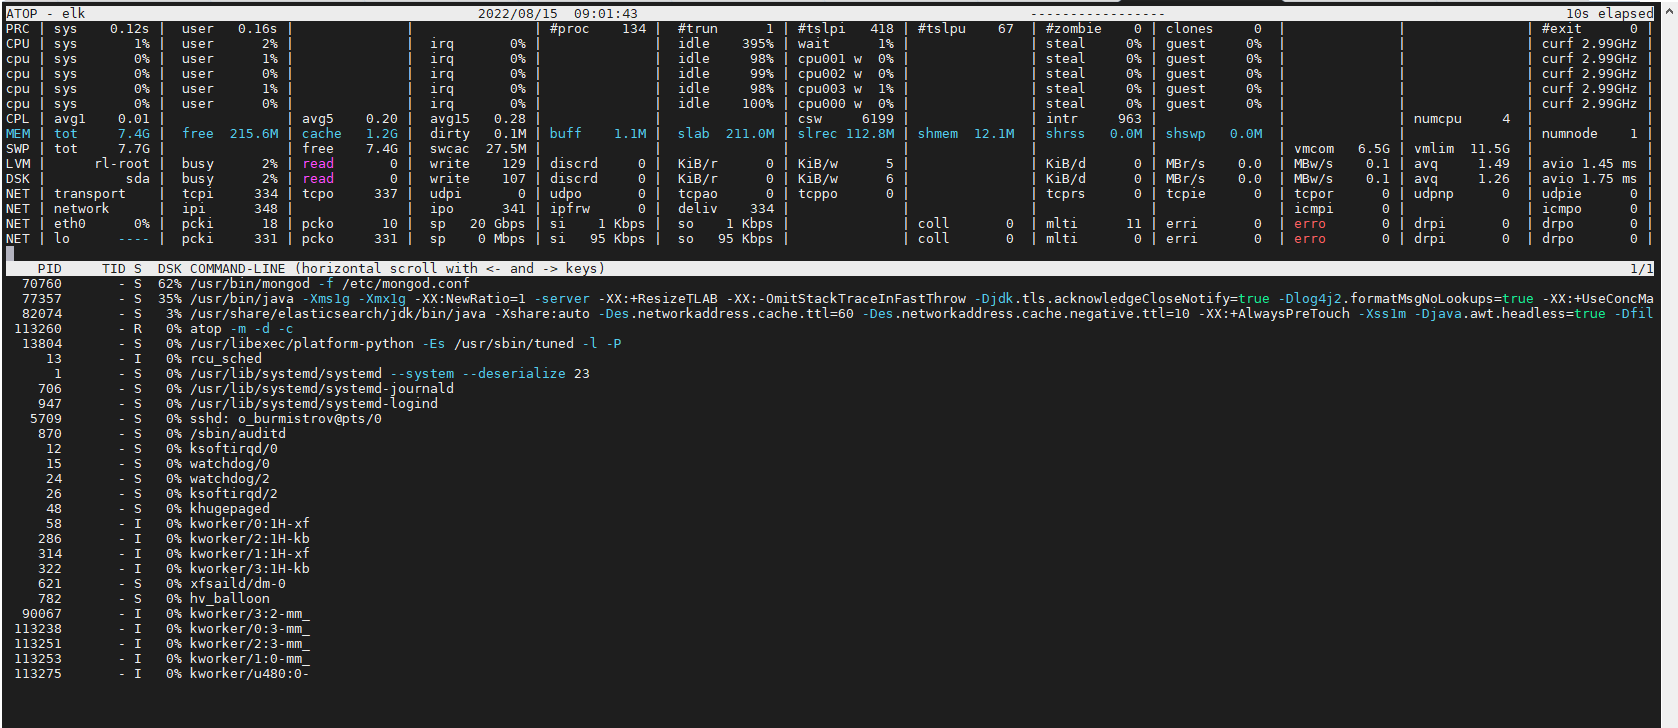 ATOP - elk 2022/08/15 09:01:43 ----------------- 10s elapsed
PRC | sys 0.12s | user 0.16s | | | #proc 134 | #trun 1 | #tslpi 418 | #tslpu 67 | #zombie 0 | clones 0 | | | #exit 0 |
CPU | sys 1% | user 2% | | irq 0% | | idle 395% | wait 1% | | steal 0% | guest 0% | | | curf 2.99GHz |
cpu | sys 0% | user 1% | | irq 0% | | idle 98% | cpu001 w 0% | | steal 0% | guest 0% | | | curf 2.99GHz |
cpu | sys 0% | user 0% | | irq 0% | | idle 99% | cpu002 w 0% | | steal 0% | guest 0% | | | curf 2.99GHz |
cpu | sys 0% | user 1% | | irq 0% | | idle 98% | cpu003 w 1% | | steal 0% | guest 0% | | | curf 2.99GHz |
cpu | sys 0% | user 0% | | irq 0% | | idle 100% | cpu000 w 0% | | steal 0% | guest 0% | | | curf 2.99GHz |
CPL | avg1 0.01 | | avg5 0.20 | avg15 0.28 | | | csw 6199 | | intr 963 | | | numcpu 4 | |
MEM | tot 7.4G | free 215.6M | cache 1.2G | dirty 0.1M | buff 1.1M | slab 211.0M | slrec 112.8M | shmem 12.1M | shrss 0.0M | shswp 0.0M | | | numnode 1 |
SWP | tot 7.7G | | free 7.4G | swcac 27.5M | | | | | | | vmcom 6.5G | vmlim 11.5G | |
LVM | rl-root | busy 2% | read 0 | write 129 | discrd 0 | KiB/r 0 | KiB/w 5 | | KiB/d 0 | MBr/s 0.0 | MBw/s 0.1 | avq 1.49 | avio 1.45 ms |
DSK | sda | busy 2% | read 0 | write 107 | discrd 0 | KiB/r 0 | KiB/w 6 | | KiB/d 0 | MBr/s 0.0 | MBw/s 0.1 | avq 1.26 | avio 1.75 ms |
NET | transport | tcpi 334 | tcpo 337 | udpi 0 | udpo 0 | tcpao 0 | tcppo 0 | | tcprs 0 | tcpie 0 | tcpor 0 | udpnp 0 | udpie 0 |
NET | network | ipi 348 | | ipo 341 | ipfrw 0 | deliv 334 | | | | | icmpi 0 | | icmpo 0 |
NET | eth0 0% | pcki 18 | pcko 10 | sp 20 Gbps | si 1 Kbps | so 1 Kbps | | coll 0 | mlti 11 | erri 0 | erro 0 | drpi 0 | drpo 0 |
NET | lo ---- | pcki 331 | pcko 331 | sp 0 Mbps | si 95 Kbps | so 95 Kbps | | coll 0 | mlti 0 | erri 0 | erro 0 | drpi 0 | drpo 0 |
PID TID S DSK COMMAND-LINE (horizontal scroll with <- and -> keys) 1/1
70760 - S 62% /usr/bin/mongod -f /etc/mongod.conf
77357 - S 35% /usr/bin/java -Xms1g -Xmx1g -XX:NewRatio=1 -server -XX:+ResizeTLAB -XX:-OmitStackTraceInFastThrow -Djdk.tls.acknowledgeCloseNotify=true -Dlog4j2.formatMsgNoLookups=true -XX:+UseConcMa
82074 - S 3% /usr/share/elasticsearch/jdk/bin/java -Xshare:auto -Des.networkaddress.cache.ttl=60 -Des.networkaddress.cache.negative.ttl=10 -XX:+AlwaysPreTouch -Xss1m -Djava.awt.headless=true -Dfil
113260 - R 0% atop -m -d -c
13804 - S 0% /usr/libexec/platform-python -Es /usr/sbin/tuned -l -P
13 - I 0% rcu_sched
1 - S 0% /usr/lib/systemd/systemd --system --deserialize 23
706 - S 0% /usr/lib/systemd/systemd-journald
947 - S 0% /usr/lib/systemd/systemd-logind
5709 - S 0% sshd: o_burmistrov@pts/0
870 - S 0% /sbin/auditd
12 - S 0% ksoftirqd/0
15 - S 0% watchdog/0
24 - S 0% watchdog/2
26 - S 0% ksoftirqd/2
48 - S 0% khugepaged
58 - I 0% kworker/0:1H-xf
286 - I 0% kworker/2:1H-kb
314 - I 0% kworker/1:1H-xf
322 - I 0% kworker/3:1H-kb
621 - S 0% xfsaild/dm-0
782 - S 0% hv_balloon
90067 - I 0% kworker/3:2-mm_
113238 - I 0% kworker/0:3-mm_
113251 - I 0% kworker/2:3-mm_
113253 - I 0% kworker/1:0-mm_
113275 - I 0% kworker/u480:0-